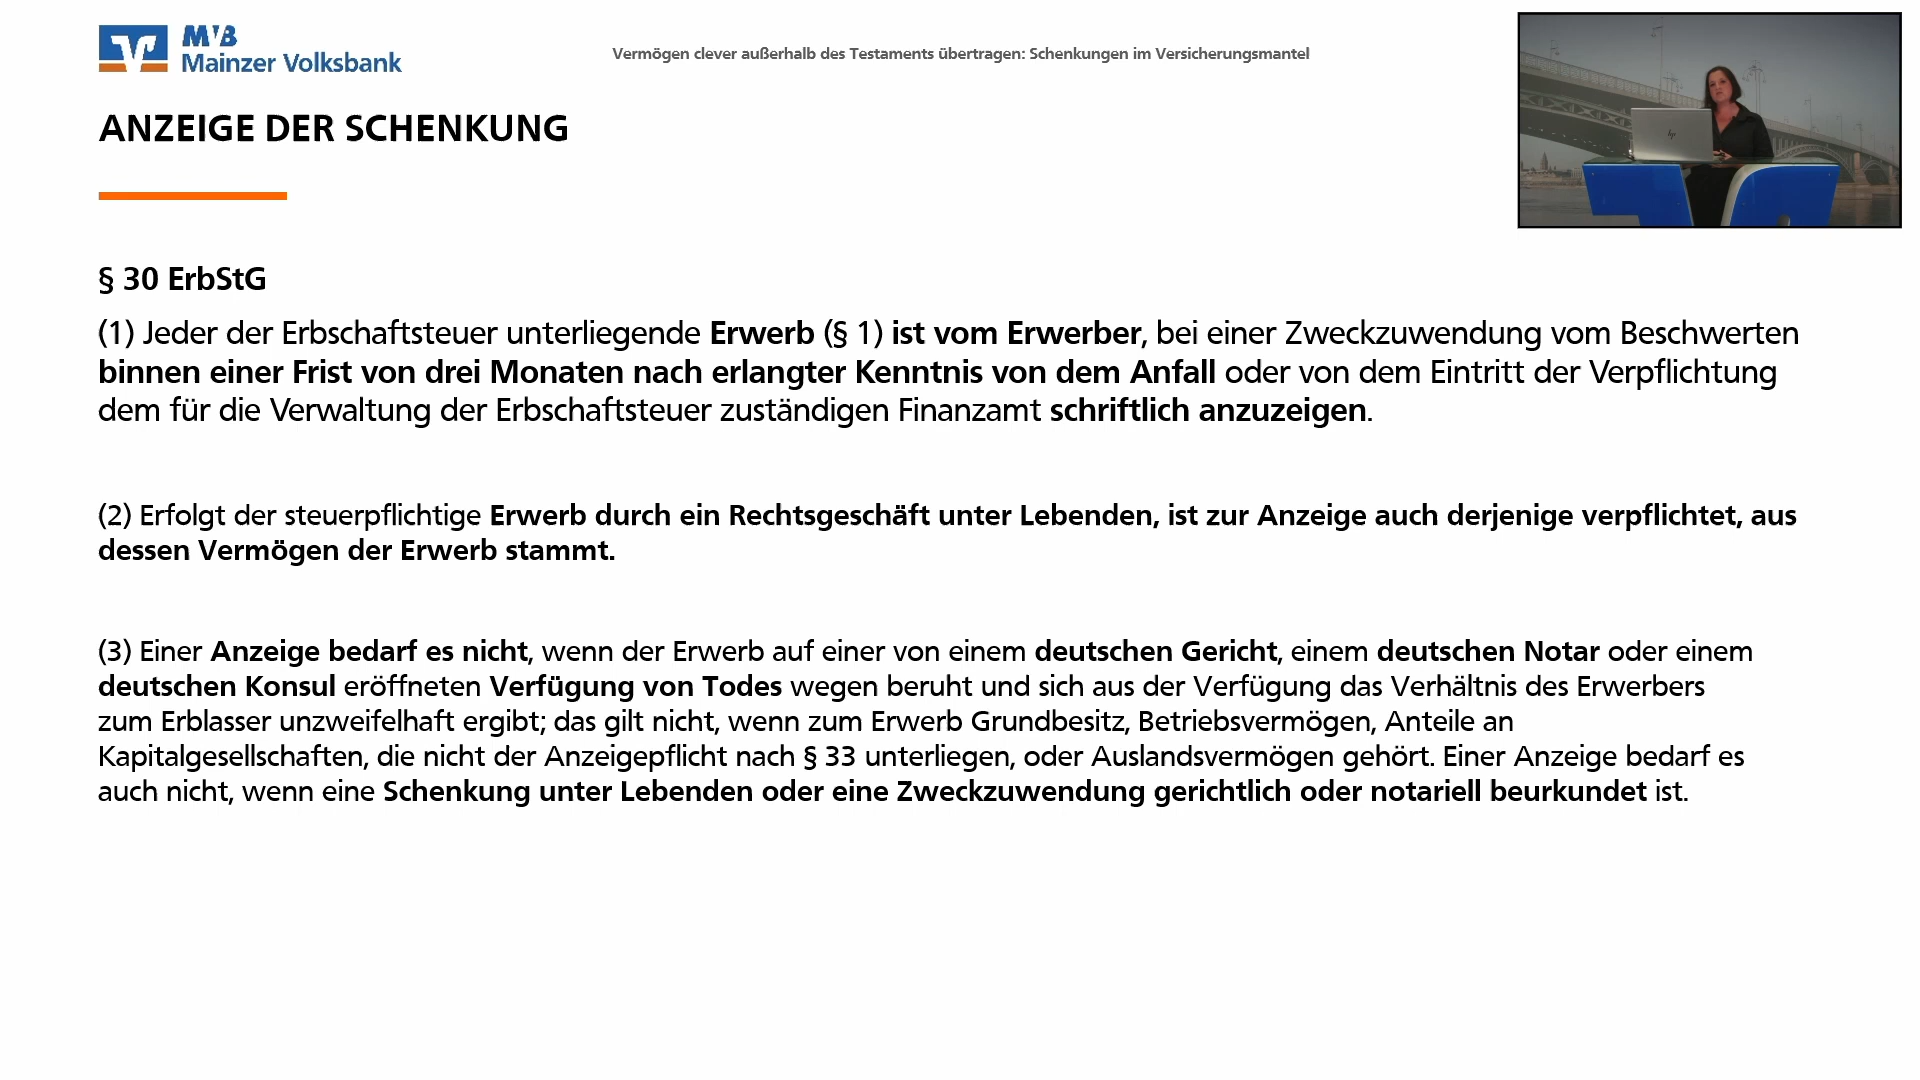 MVB
Mainzer Volksbank
Vermögen clever außerhalb des Testaments übertragen: Schenkungen im Versicherungsmantel
ANZEIGE DER SCHENKUNG
§ 30 ErbStG
(1) Jeder der Erbschaftsteuer unterliegende Erwerb (§ 1) ist vom Erwerber, bei einer Zweckzuwendung vom Beschwerten
binnen einer Frist von drei Monaten nach erlangter Kenntnis von dem Anfall oder von dem Eintritt der Verpflichtung
dem für die Verwaltung der Erbschaftsteuer zuständigen Finanzamt schriftlich anzuzeigen.
(2) Erfolgt der steuerpflichtige Erwerb durch ein Rechtsgeschäft unter Lebenden, ist zur Anzeige auch derjenige verpflichtet, aus
dessen Vermögen der Erwerb stammt.
(3) Einer Anzeige bedarf es nicht, wenn der Erwerb auf einer von einem deutschen Gericht, einem deutschen Notar oder einem
deutschen Konsul eröffneten Verfügung von Todes wegen beruht und sich aus der Verfügung das Verhältnis des Erwerbers
zum Erblasser unzweifelhaft ergibt; das gilt nicht, wenn zum Erwerb Grundbesitz, Betriebsvermögen, Anteile an
Kapitalgesellschaften, die nicht der Anzeigepflicht nach § 33 unterliegen, oder Auslandsvermögen gehört. Einer Anzeige bedarf es
auch nicht, wenn eine Schenkung unter Lebenden oder eine Zweckzuwendung gerichtlich oder notariell beurkundet ist.
hp